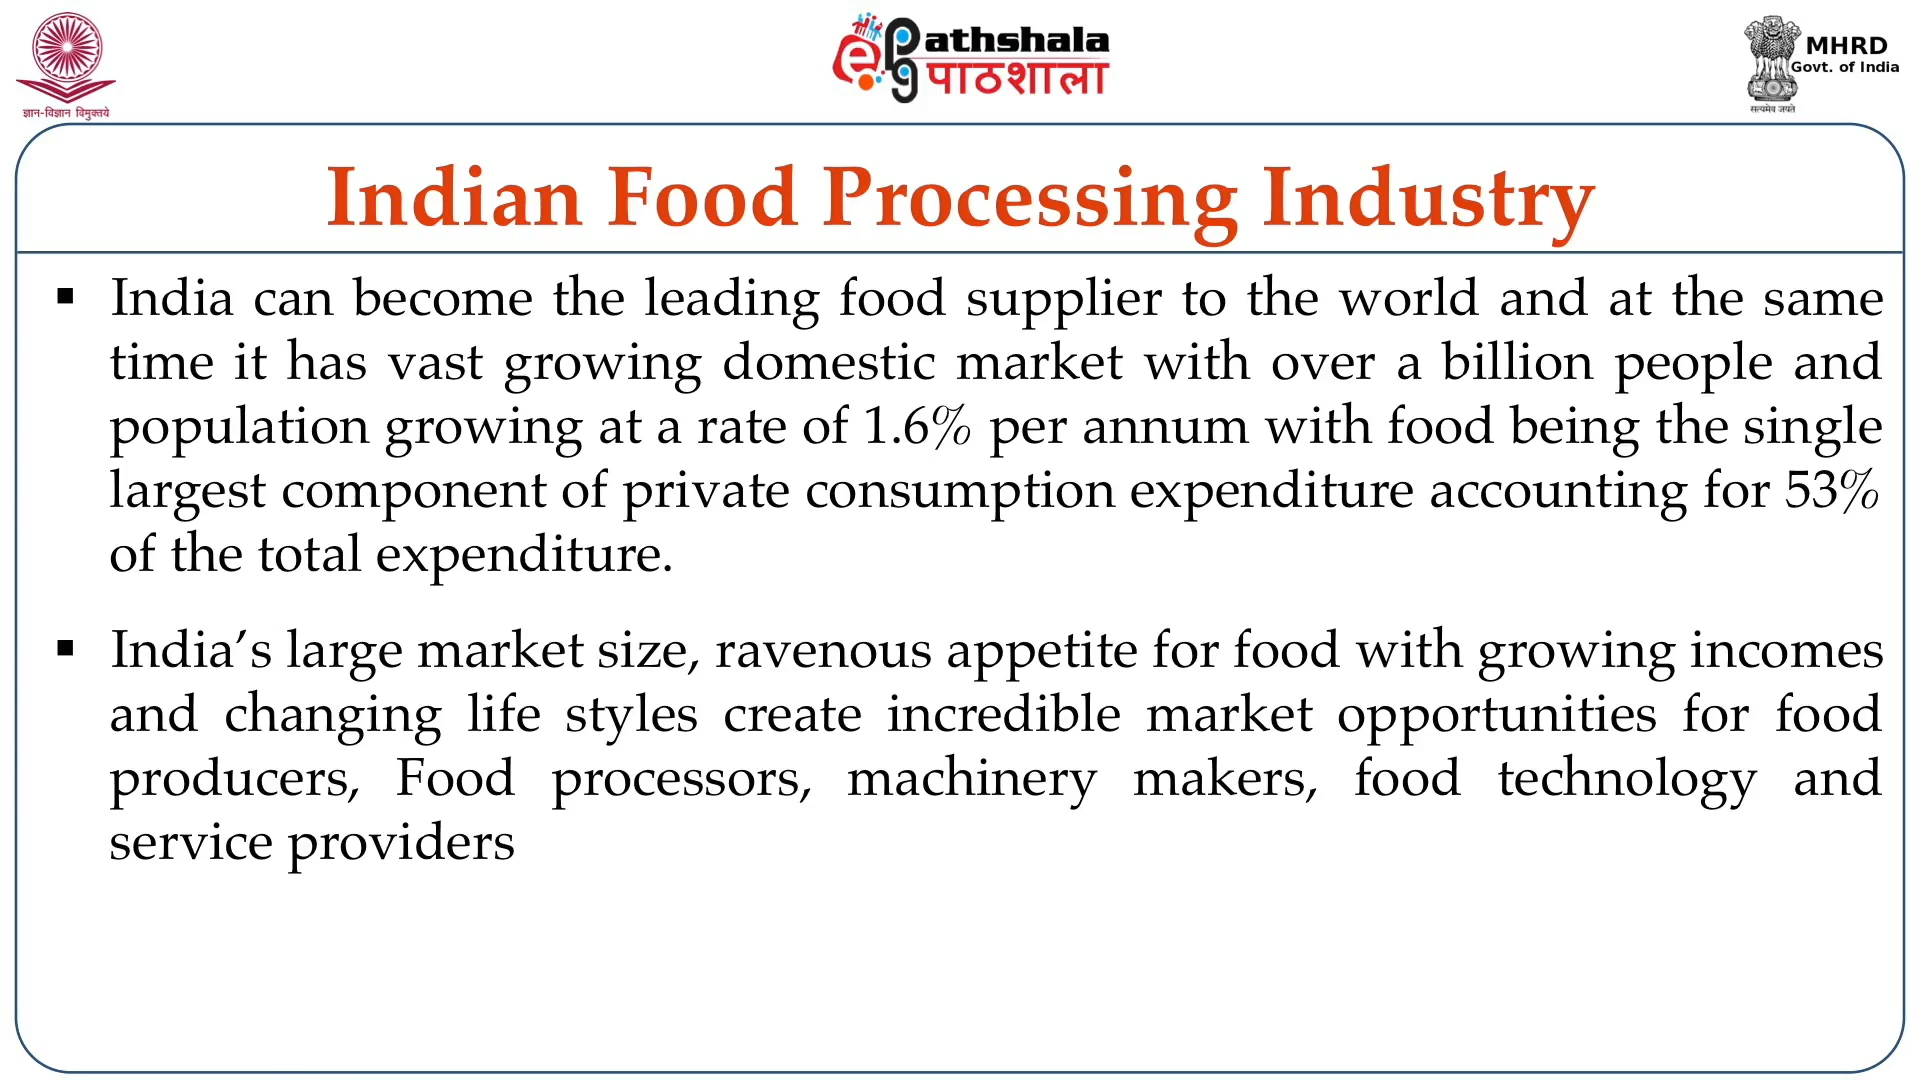 ज्ञान-विज्ञान विमुक्तये
ePathshala
पाठशाला
MHRD
Govt. of India
सत्यमेव जयते
Indian Food Processing Industry
▪ India can become the leading food supplier to the world and at the same
time it has vast growing domestic market with over a billion people and
population growing at a rate of 1.6% per annum with food being the single
largest component of private consumption expenditure accounting for 53%
of the total expenditure.
▪ India’s large market size, ravenous appetite for food with growing incomes
and changing life styles create incredible market opportunities for food
producers, Food processors, machinery makers, food technology and
service providers